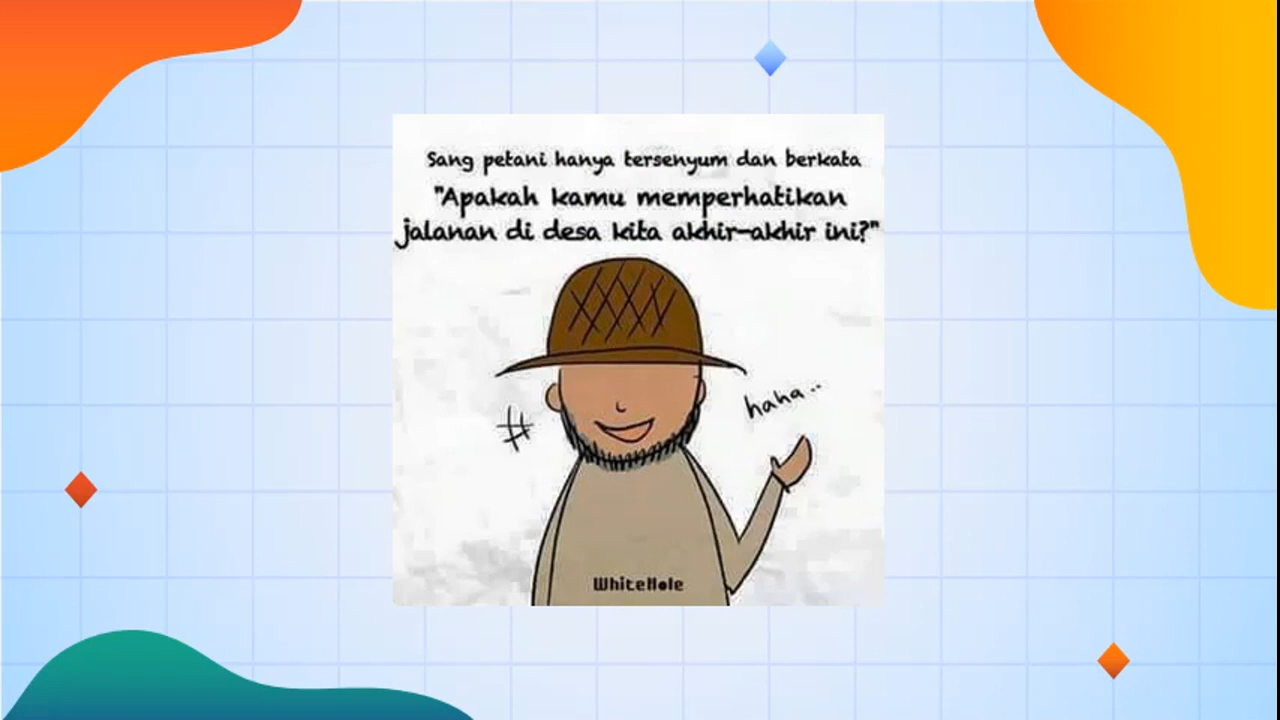 Sang petani hanya tersenyum dan berkata
"Apakah kamu memperhatikan
jalanan di desa kita akhir-akhir ini?"
haha..
WhiteHole